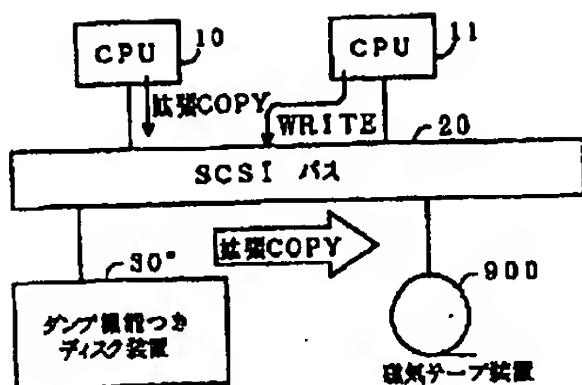 10
CPU
11
CPU
拡張COPY
WRITE
20
SCSI バス
拡張COPY
30"
900
ダンプ機能つき
ディスク装置
磁気テープ装置